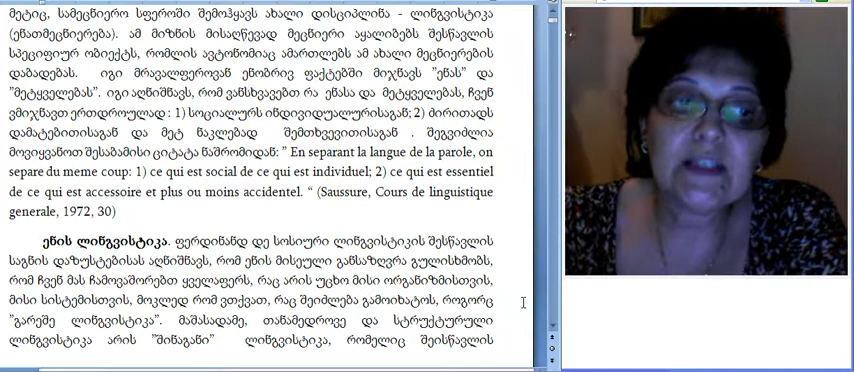 მეტიც, სამეცნიერო სფეროში შემოჰყავს ახალი დისციპლინა - ლინგვისტიკა
(ენათმეცნიერება). ამ მიზნის მისაღწევად მეცნიერი აყალიბებს შესწავლის
სპეციფიურ ობიექტს, რომლის ავტონომიაც ამართლებს ამ ახალი მეცნიერების
დაბადებას. იგი მრავალფეროვან ენობრივ ფაქტებში მიჯნავს ”ენას” და
”მეტყველებას”. იგი აღნიშნავს, რომ ვანსხვავებთ რა ენასა და მეტყველებას, ჩვენ
ვმიჯნავთ ერთდროულად: 1) სოციალურს ინდივიდუალურისაგან; 2) ძირითადს
დამატებითისაგან და მეტ ნაკლებად შემთხვევითისაგან . შეგვიძლია
მოვიყვანოთ შესაბამისი ციტატა ნაშრომიდან: ” En separant la langue de la parole, on
separe du meme coup: 1) ce qui est social de ce qui est individuel; 2) ce qui est essentiel
de ce qui est accessoire et plus ou moins accidentel. “ (Saussure, Cours de linguistique
generale, 1972, 30)
ენის ლინგვისტიკა. ფერდინანდ დე სოსიური ლინგვისტიკის შესწავლის
საგნის დაზუსტებისას აღნიშნავს, რომ ენის მისეული განსაზღვრა გულისხმობს,
რომ ჩვენ მას ჩამოვაშორებთ ყველაფერს, რაც არის უცხო მისი ორგანიზმისთვის,
მისი სისტემისთვის, მოკლედ რომ ვთქვათ, რაც შეიძლება გამოიხატოს, როგორც
”გარეშე ლინგვისტიკა”. მაშასადამე, თანამედროვე და სტრუქტურული
ლინგვისტიკა არის ”შინაგანი” ლინგვისტიკა, რომელიც შეისწავლის